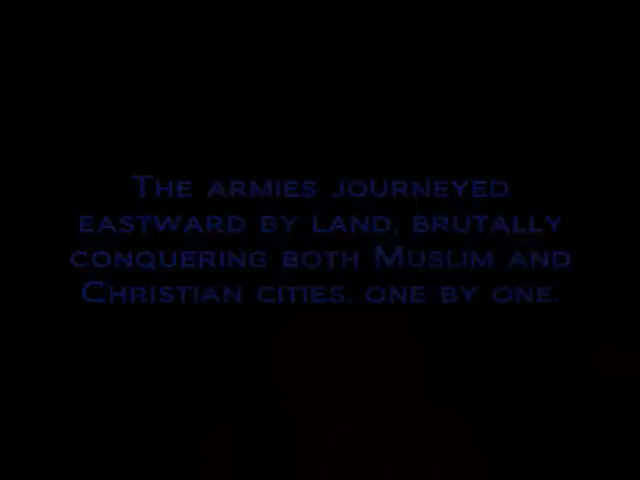 The armies journeyed
eastward by land, brutally
conquering both Muslim and
Christian cities, one by one.